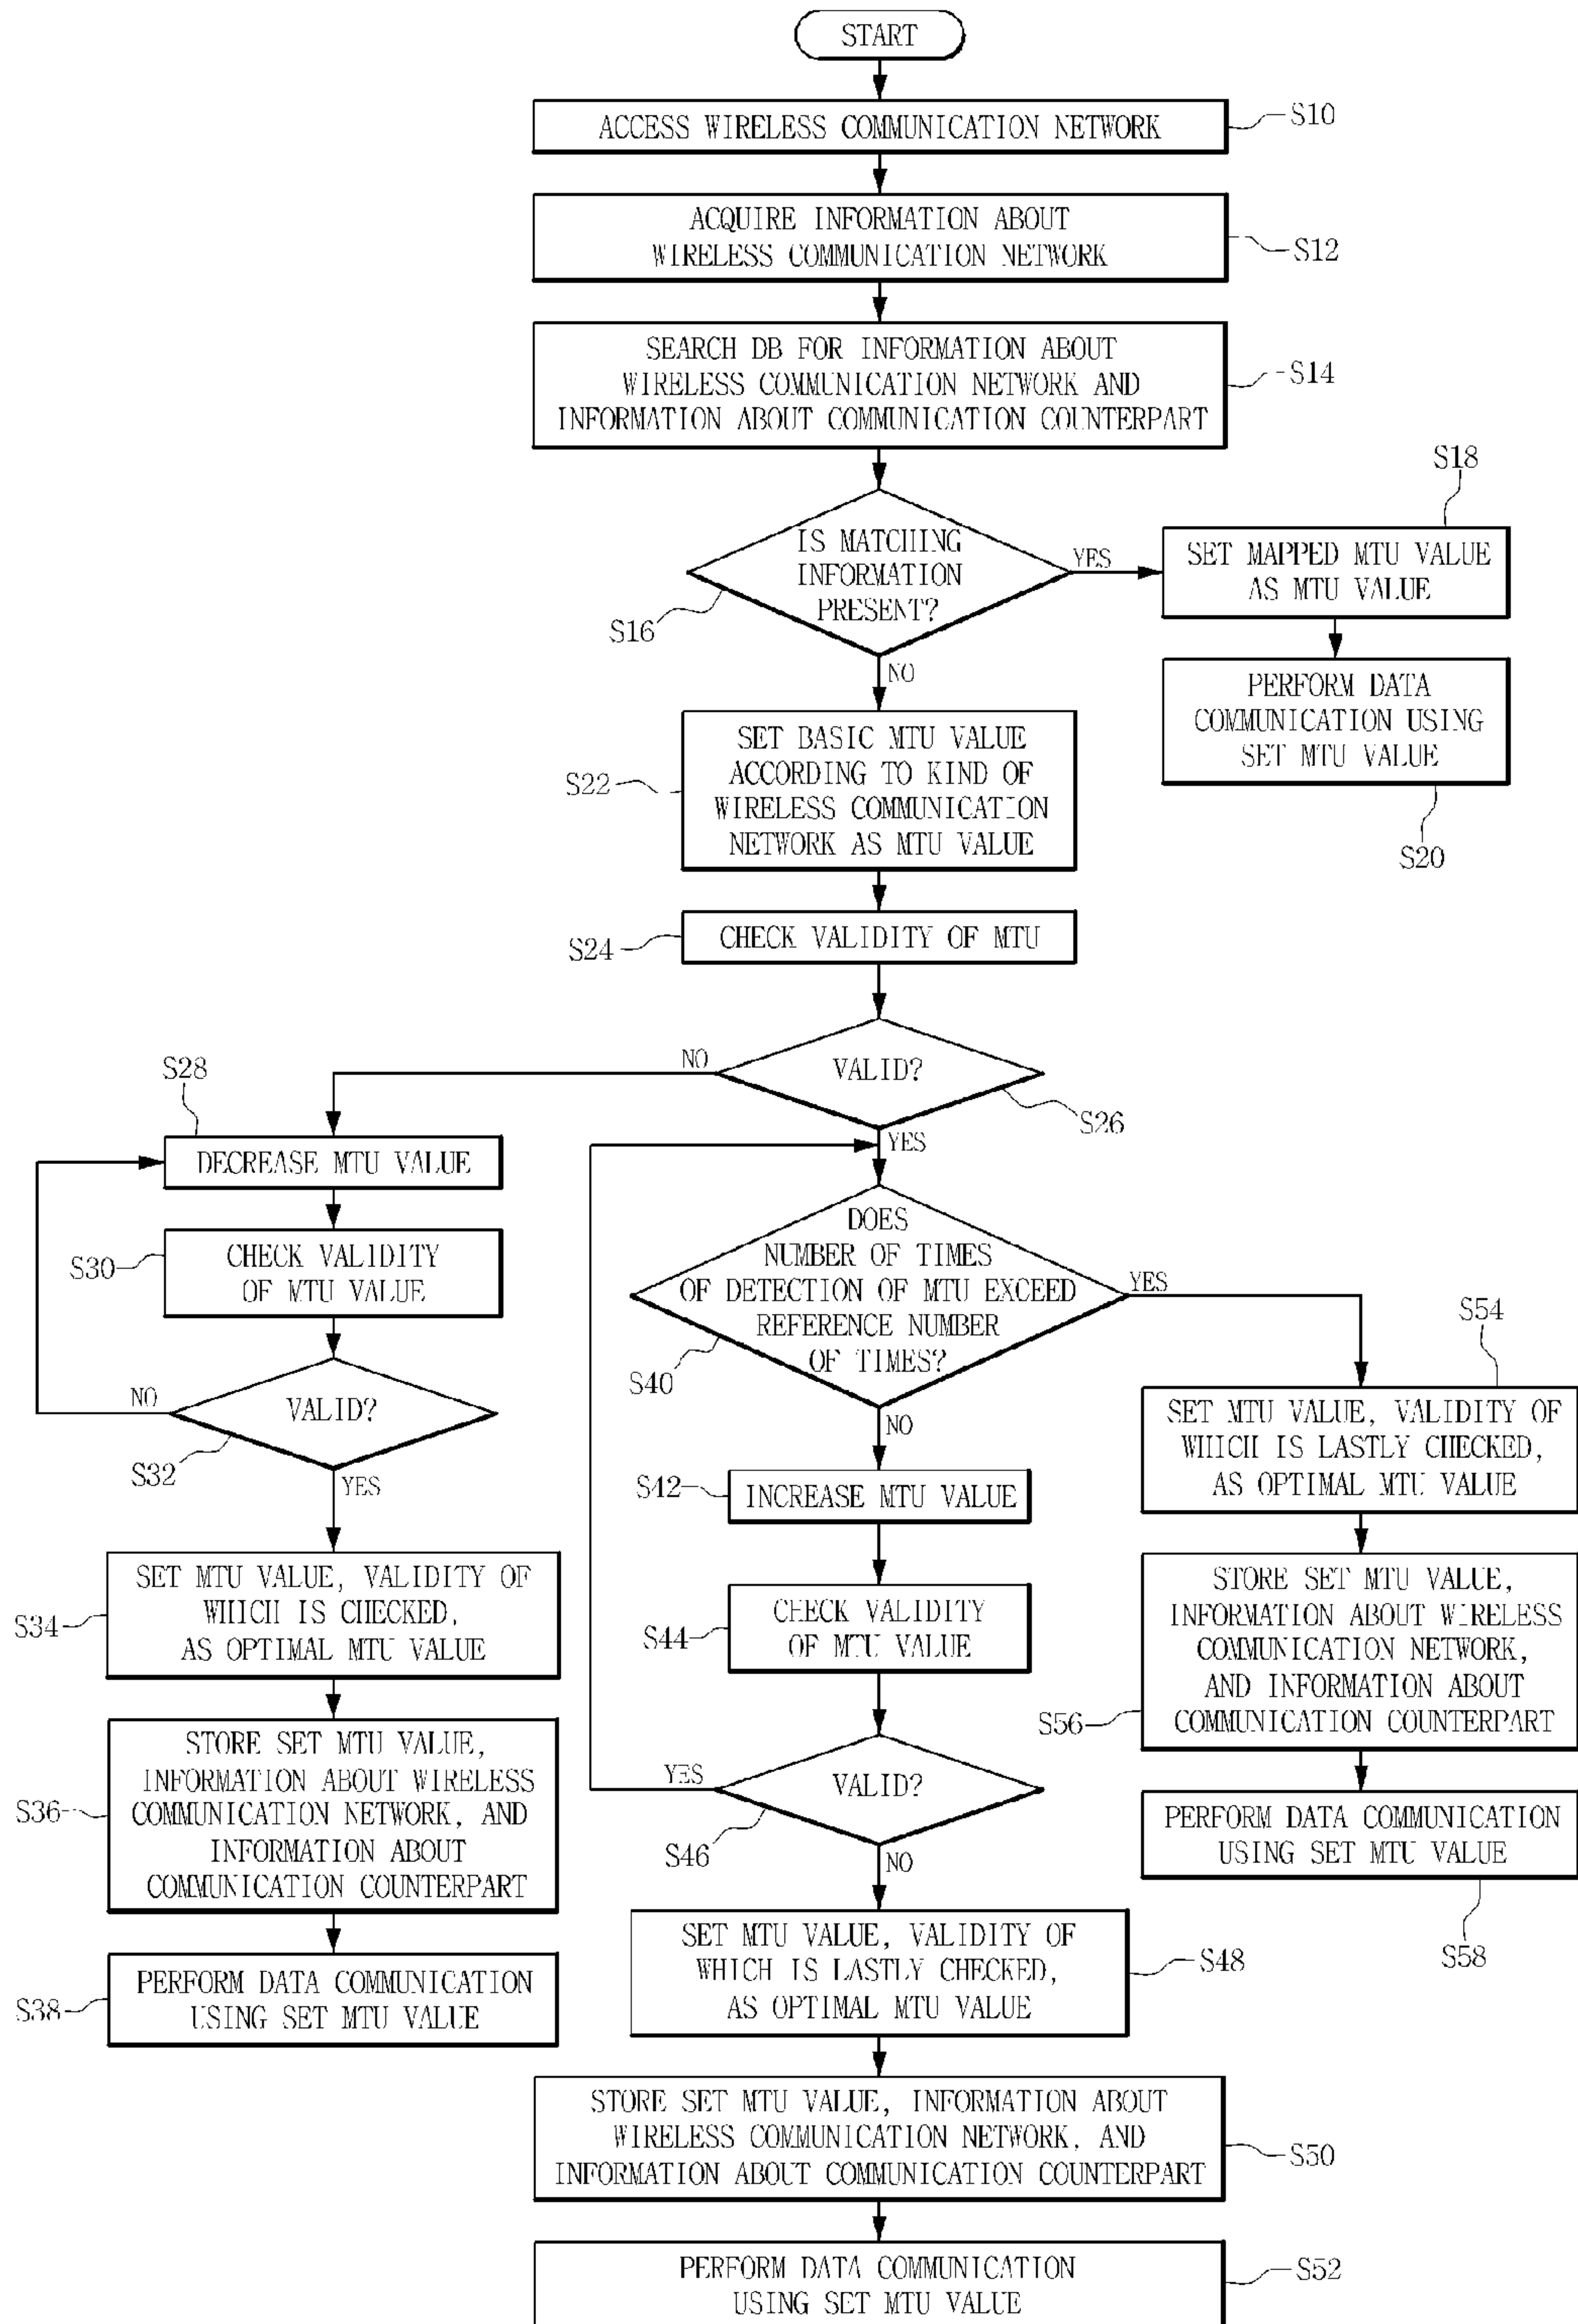 START
ACCESS WIRELESS COMMUNICATION NETWORK
S10
ACQUIRE INFORMATION ABOUT
WIRELESS COMMUNICATION NETWORK
S12
SEARCH DB FOR INFORMATION ABOUT
WIRELESS COMMUNICATION NETWORK AND
INFORMATION ABOUT COMMUNICATION COUNTERPART
S14
IS MATCHING
INFORMATION
PRESENT?
S16
YES
NO
S18
SET MAPPED MTU VALUE
AS MTU VALUE
PERFORM DATA
COMMUNICATION USING
SET MTU VALUE
S20
SET BASIC MTU VALUE
ACCORDING TO KIND OF
WIRELESS COMMUNICATION
NETWORK AS MTU VALUE
S22
CHECK VALIDITY OF MTU
S24
VALID?
S26
NO
YES
S28
DECREASE MTU VALUE
CHECK VALIDITY
OF MTU VALUE
S30
VALID?
S32
NO
YES
SET MTU VALUE, VALIDITY OF
WHICH IS CHECKED,
AS OPTIMAL MTU VALUE
S34
STORE SET MTU VALUE,
INFORMATION ABOUT WIRELESS
COMMUNICATION NETWORK, AND
INFORMATION ABOUT
COMMUNICATION COUNTERPART
S36
PERFORM DATA COMMUNICATION
USING SET MTU VALUE
S38
DOES
NUMBER OF TIMES
OF DETECTION OF MTU EXCEED
REFERENCE NUMBER
OF TIMES?
S40
YES
NO
INCREASE MTU VALUE
S42
CHECK VALIDITY
OF MTU VALUE
S44
VALID?
S46
YES
NO
SET MTU VALUE, VALIDITY OF
WHICH IS LASTLY CHECKED,
AS OPTIMAL MTU VALUE
S48
STORE SET MTU VALUE, INFORMATION ABOUT
WIRELESS COMMUNICATION NETWORK, AND
INFORMATION ABOUT COMMUNICATION COUNTERPART
S50
PERFORM DATA COMMUNICATION
USING SET MTU VALUE
S52
S54
SET MTU VALUE, VALIDITY OF
WHICH IS LASTLY CHECKED,
AS OPTIMAL MTU VALUE
STORE SET MTU VALUE,
INFORMATION ABOUT WIRELESS
COMMUNICATION NETWORK,
AND INFORMATION ABOUT
COMMUNICATION COUNTERPART
S56
PERFORM DATA COMMUNICATION
USING SET MTU VALUE
S58